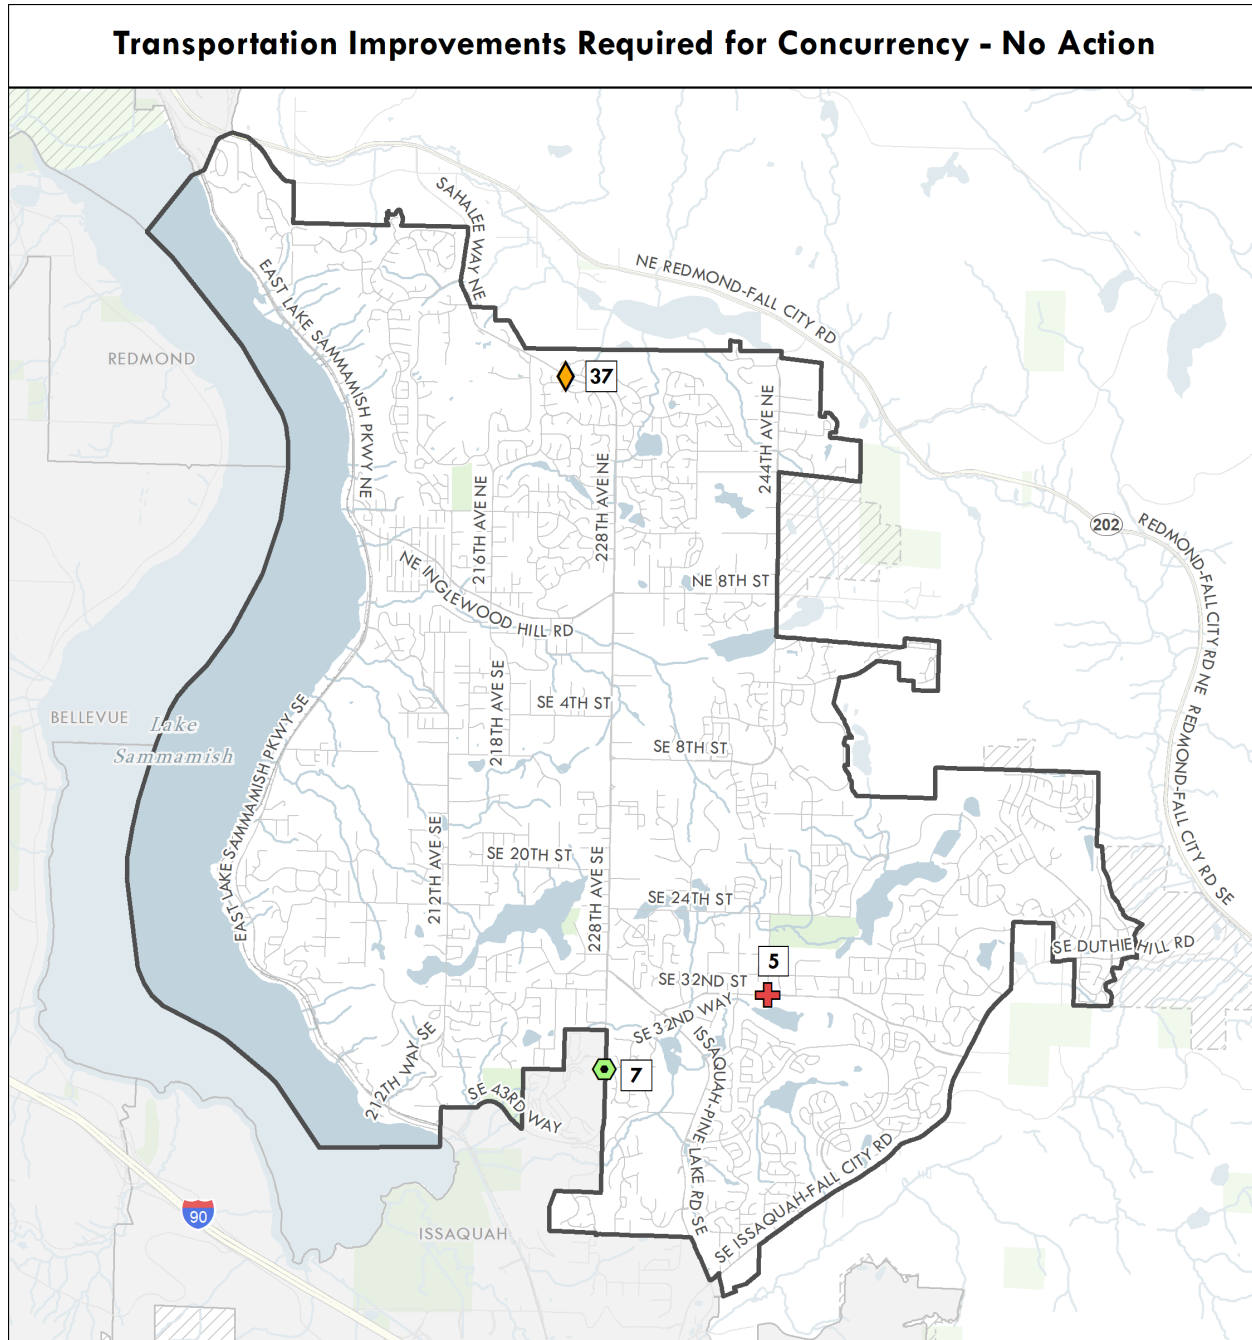 Transportation Improvements Required for Concurrency - No Action
SAHALEE WAY NE
NE REDMOND-FALL CITY RD
EAST LAKE SAMMAMISH PKWY NE
REDMOND
37
244TH AVE NE
228TH AVE NE
216TH AVE NE
202
REDMOND-FALL CITY RD NE
NE INGLEWOOD HILL RD
NE 8TH ST
218TH AVE SE
SE 4TH ST
BELLEVUE
Lake
Sammamish
EAST LAKE SAMMAMISH PKWY SE
SE 8TH ST
REDMOND-FALL CITY RD SE
212TH AVE SE
SE 20TH ST
228TH AVE SE
SE 24TH ST
SE DUTHIE HILL RD
5
SE 32ND ST
SE 32ND WAY
ISSAQUAH-PINE LAKE RD SE
7
212TH WAY SE
SE 43RD WAY
SE ISSAQUAH-FALL CITY RD
90
ISSAQUAH